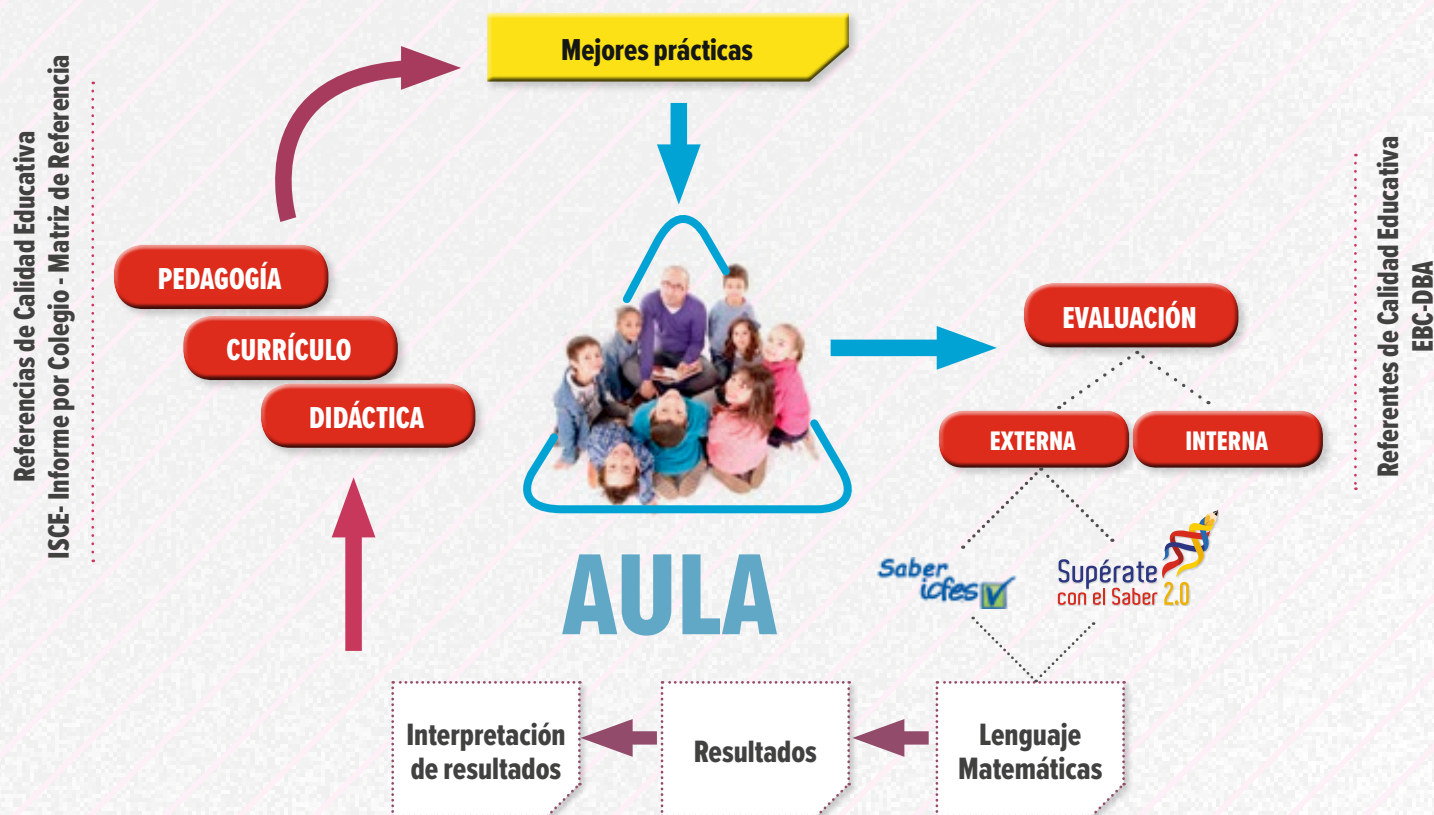 Mejores prácticas
Referencias de Calidad Educativa
ISCE- Informe por Colegio - Matriz de Referencia
PEDAGOGÍA
CURRÍCULO
DIDÁCTICA
AULA
EVALUACIÓN
EXTERNA
INTERNA
Referentes de Calidad Educativa
EBC-DBA
Saber
icfes
Supérate
con el Saber 2.0
Interpretación
de resultados
Resultados
Lenguaje
Matemáticas